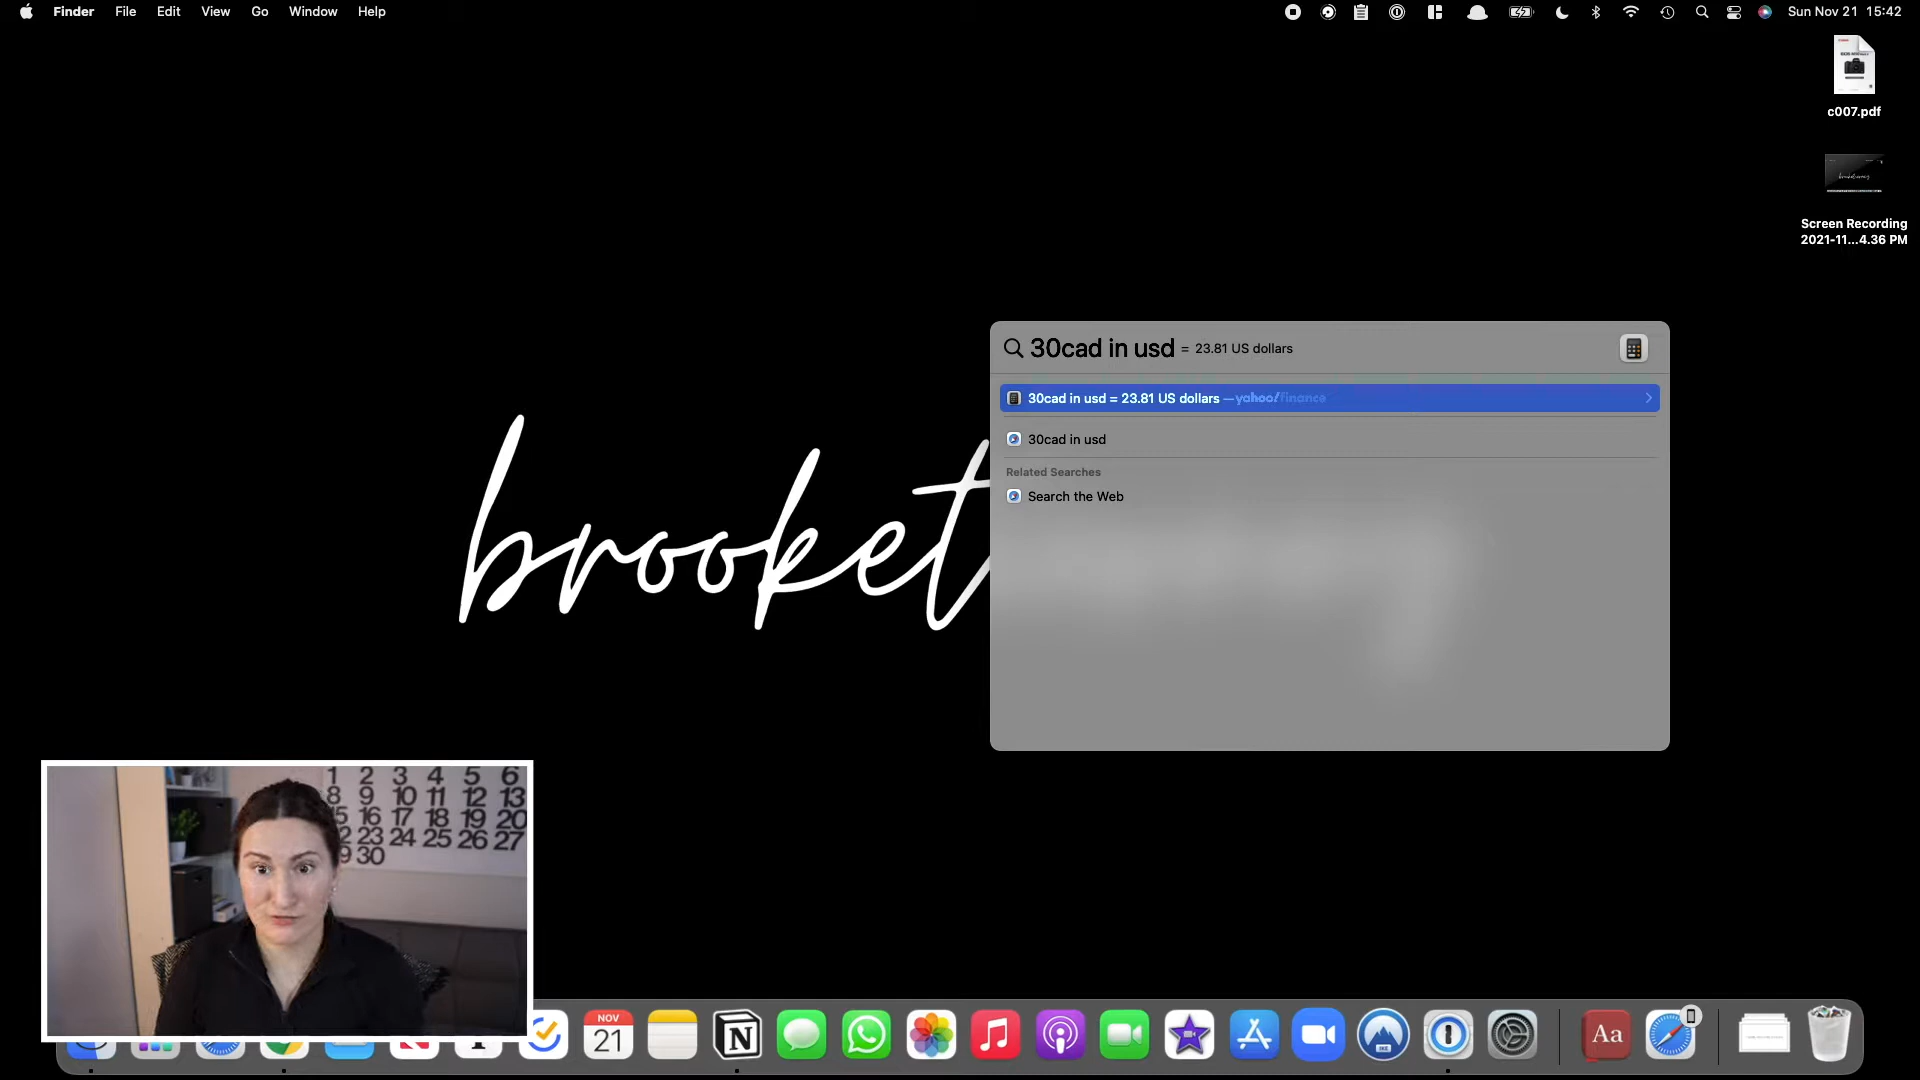 Finder File Edit View Go Window Help
Sun Nov 21 15:42
c007.pdf
Screen Recording
2021-11...4.36 PM
30cad in usd = 23.81 US dollars
30cad in usd = 23.81 US dollars — yahoo!finance
30cad in usd
Related Searches
Search the Web
brooket
1 2 3 4 5 6
8 9 10 11 12 13
5 16 17 18 19 20
2 23 24 25 26 27
9 30
NOV
21
Aa